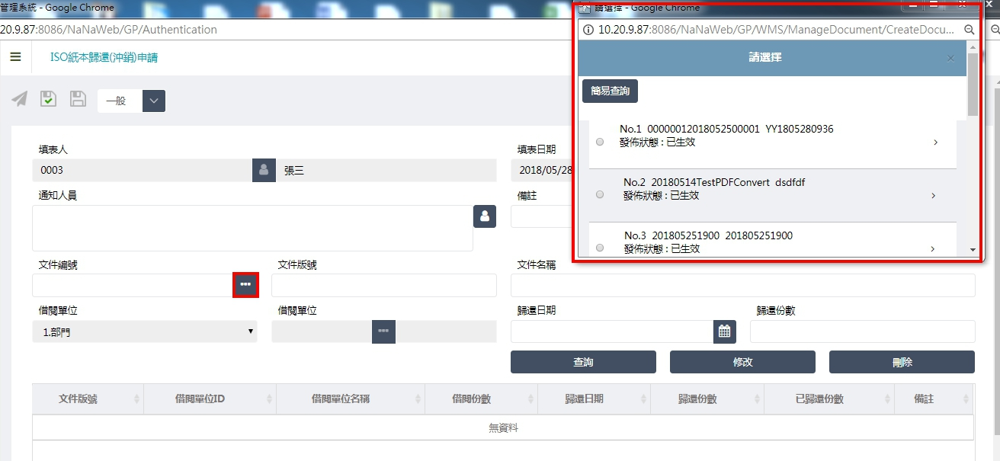 管理系統 - Google Chrome
20.9.87:8086/NaNaWeb/GP/Authentication
ISO紙本歸還(沖銷)申請
一般
填表人
0003
張三
填表日期
2018/05/28
通知人員
備註
文件編號
文件版號
文件名稱
借閱單位
1.部門
借閱單位
歸還日期
歸還份數
查詢
修改
刪除
文件版號 借閱單位ID 借閱單位名稱 借閱份數 歸還日期 歸還份數 已歸還份數 備註
無資料
請選擇 - Google Chrome
10.20.9.87:8086/NaNaWeb/GP/WMS/ManageDocument/CreateDocu...
請選擇
簡易查詢
No.1 00000012018052500001 YY1805280936
發佈狀態 : 已生效
No.2 20180514TestPDFConvert dsdfdf
發佈狀態 : 已生效
No.3 201805251900 201805251900
發佈狀態 : 已生效